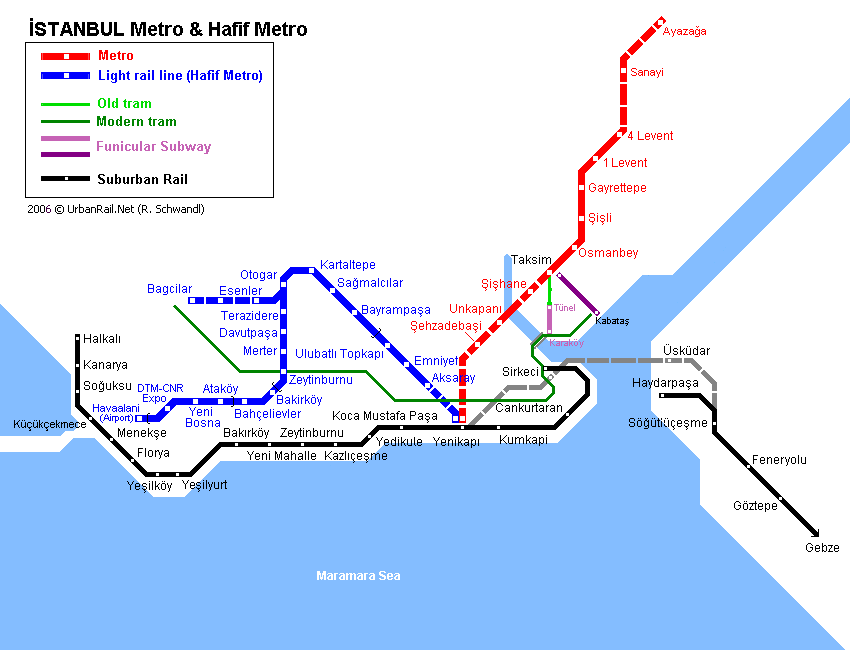 İSTANBUL Metro & Hafif Metro
Metro
Light rail line (Hafif Metro)
Old tram
Modern tram
Funicular Subway
Suburban Rail
2006 © UrbanRail.Net (R. Schwandl)
Ayazağa
Sanayi
4 Levent
1 Levent
Gayrettepe
Şişli
Osmanbey
Taksim
Şişhane
Unkapanı
Şehzadebaşi
Tünel
Karaköy
Kabataş
Kartaltepe
Otogar
Sağmalcılar
Bagcilar
Esenler
Bayrampaşa
Terazidere
Davutpaşa
Merter
Ulubatlı Topkapı
Emniyet
Aksaray
Zeytinburnu
Bakirköy
Ataköy
Bahçelievler
Yeni
Bosna
DTM-CNR
Expo
Havaalani
(Airport)
Halkalı
Kanarya
Soğuksu
Küçükçekmece
Menekşe
Florya
Yeşilköy
Yeşilyurt
Bakırköy
Yeni Mahalle
Zeytinburnu
Kazlıçeşme
Koca Mustafa Paşa
Yedikule
Yenikapı
Kumkapi
Cankurtaran
Sirkeci
Üsküdar
Haydarpaşa
Söğütlüçeşme
Feneryolu
Göztepe
Gebze
Maramara Sea